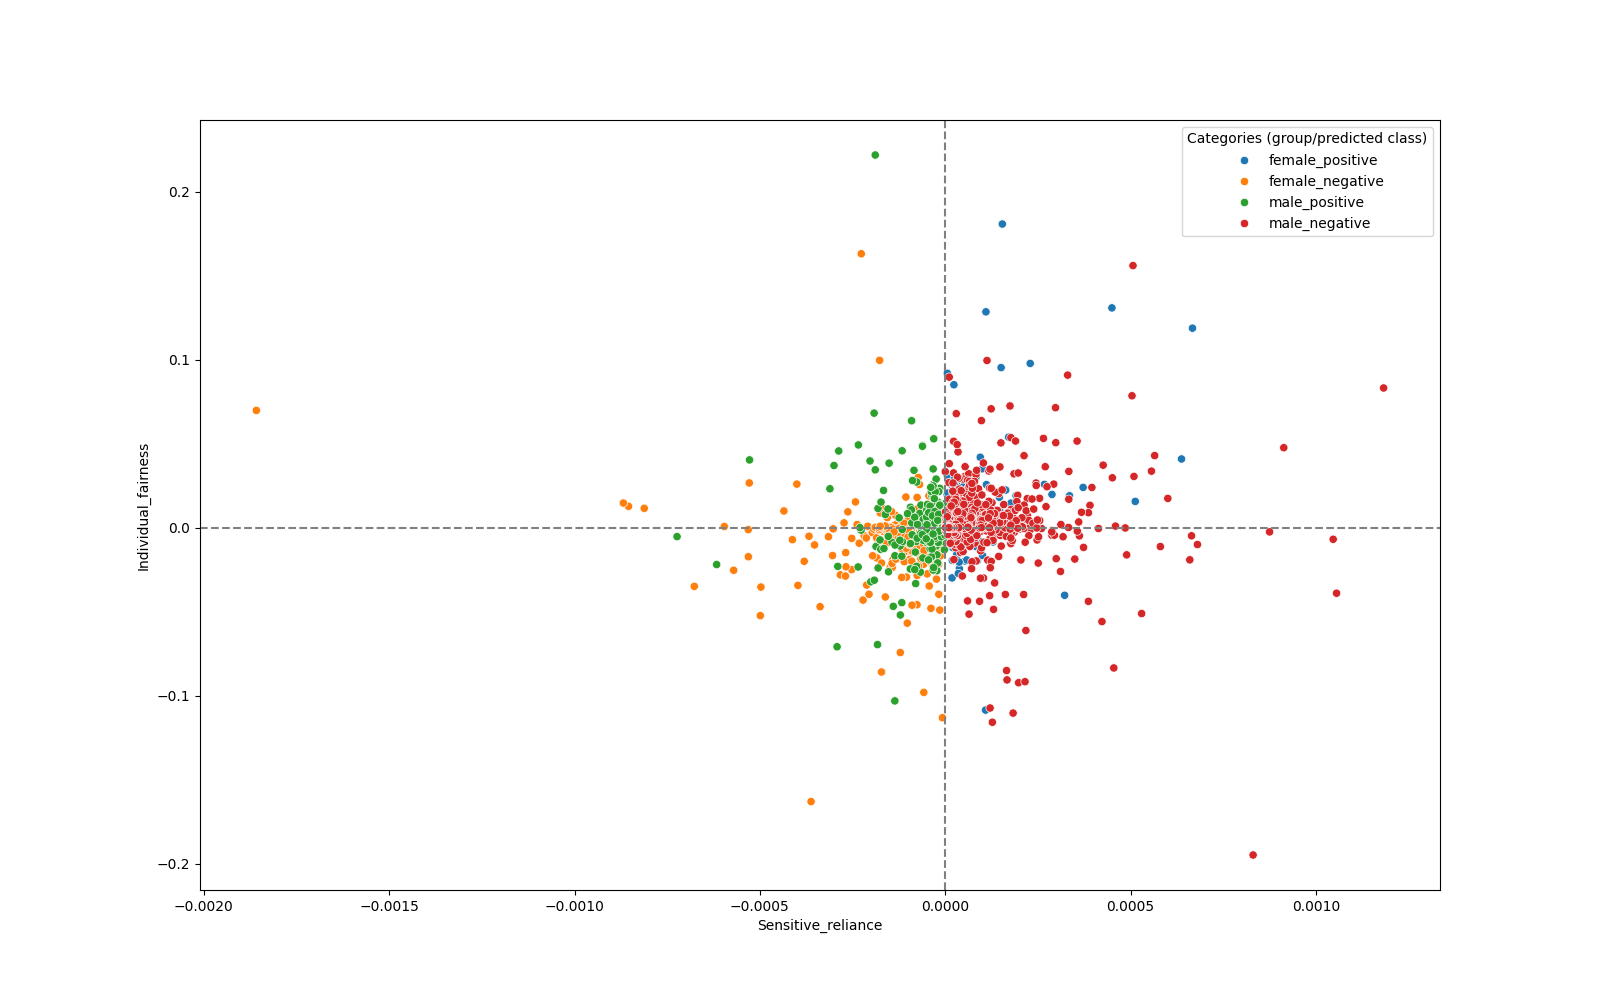 Categories (group/predicted class)
female_positive
female_negative
male_positive
male_negative
0.2
0.1
0.0
−0.1
−0.2
Individual_fairness
−0.0020 −0.0015 −0.0010 −0.0005 0.0000 0.0005 0.0010
Sensitive_reliance